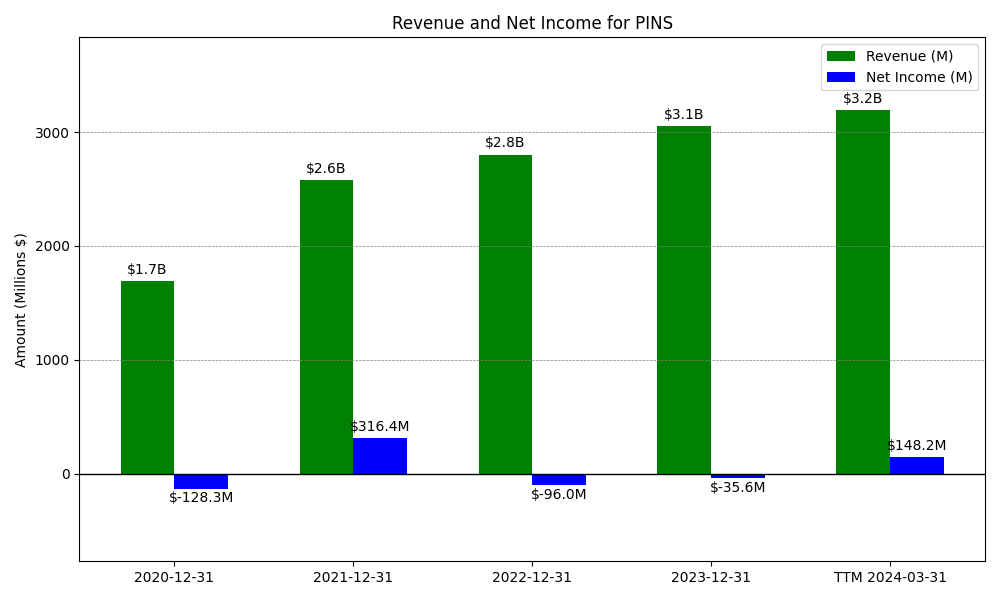 Revenue and Net Income for PINS
Revenue (M)
Net Income (M)
$3.2B
$3.1B
$2.8B
$2.6B
$1.7B
$316.4M
$148.2M
$-128.3M
$-96.0M
$-35.6M
Amount (Millions $)
3000
2000
1000
0
2020-12-31
2021-12-31
2022-12-31
2023-12-31
TTM 2024-03-31